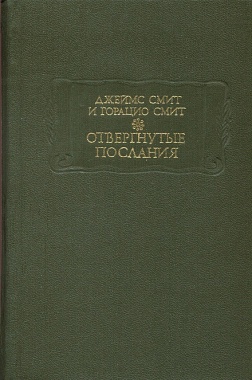 ДЖЕЙМС СМИТ
И ГОРАЦИО СМИТ
ОТВЕРГНУТЫЕ
ПОСЛАНИЯ